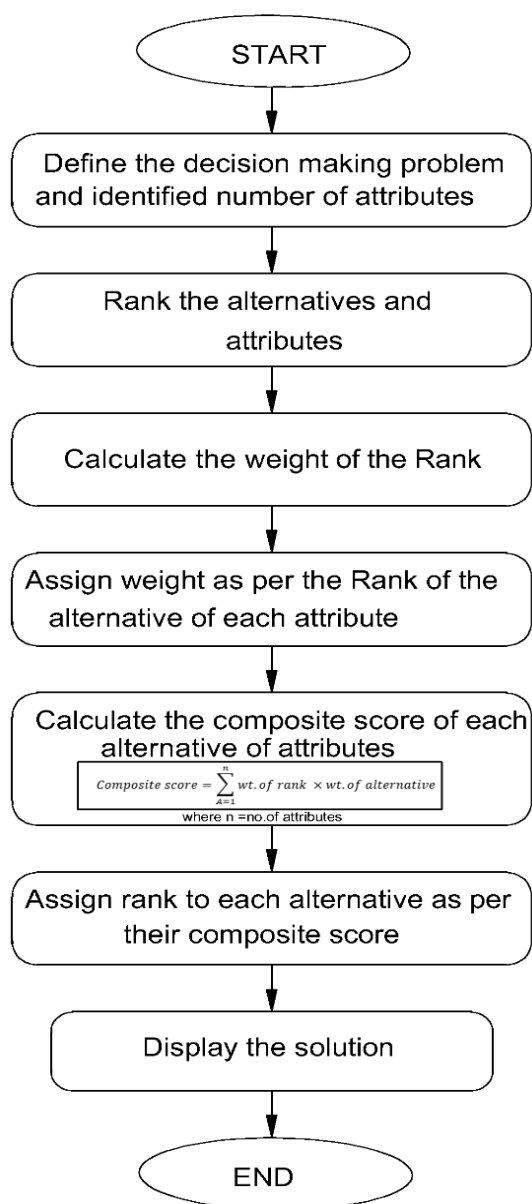 START
Define the decision making problem
and identified number of attributes
Rank the alternatives and
attributes
Calculate the weight of the Rank
Assign weight as per the Rank of the
alternative of each attribute
Calculate the composite score of each
alternative of attributes
n
Composite score = ∑ wt. of rank × wt. of alternative
A=1
where n =no.of attributes
Assign rank to each alternative as per
their composite score
Display the solution
END